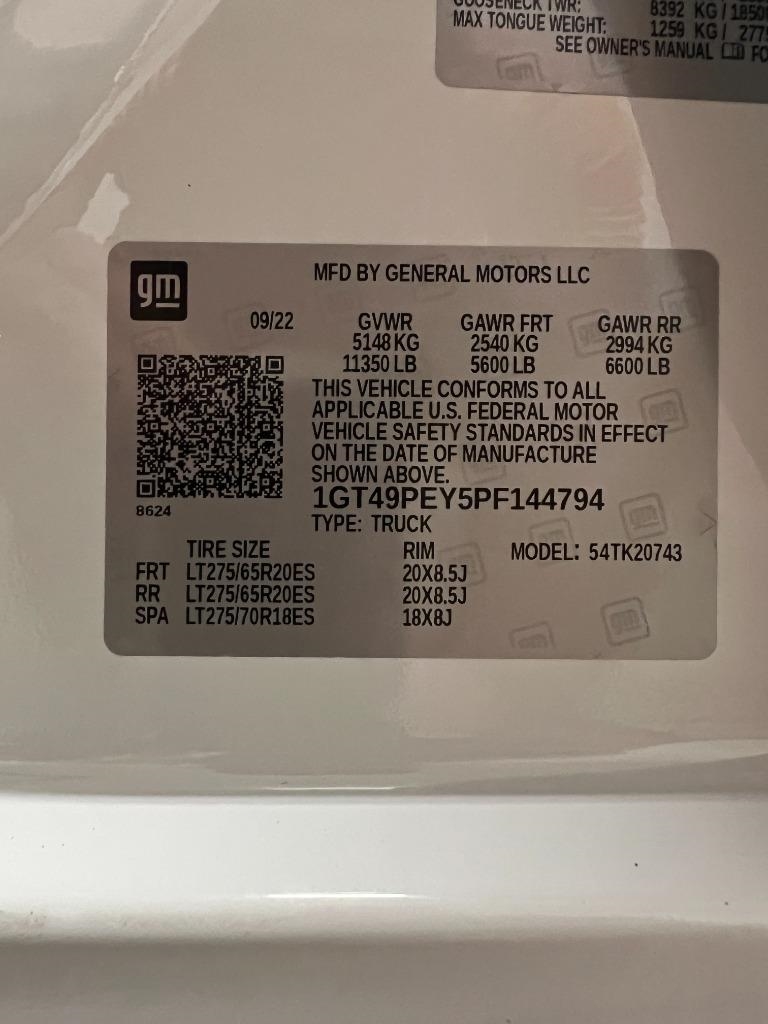 GOOSENECK TWR: 8392 KG /
MAX TONGUE WEIGHT: 1259 KG /
SEE OWNER'S MANUAL
gm
MFD BY GENERAL MOTORS LLC
09/22 GVWR GAWR FRT GAWR RR
5148 KG 2540 KG 2994 KG
11350 LB 5600 LB 6600 LB
THIS VEHICLE CONFORMS TO ALL
APPLICABLE U.S. FEDERAL MOTOR
VEHICLE SAFETY STANDARDS IN EFFECT
ON THE DATE OF MANUFACTURE
SHOWN ABOVE.
8624
1GT49PEY5PF144794
TYPE: TRUCK
TIRE SIZE RIM MODEL: 54TK20743
FRT LT275/65R20ES 20X8.5J
RR LT275/65R20ES 20X8.5J
SPA LT275/70R18ES 18X8J